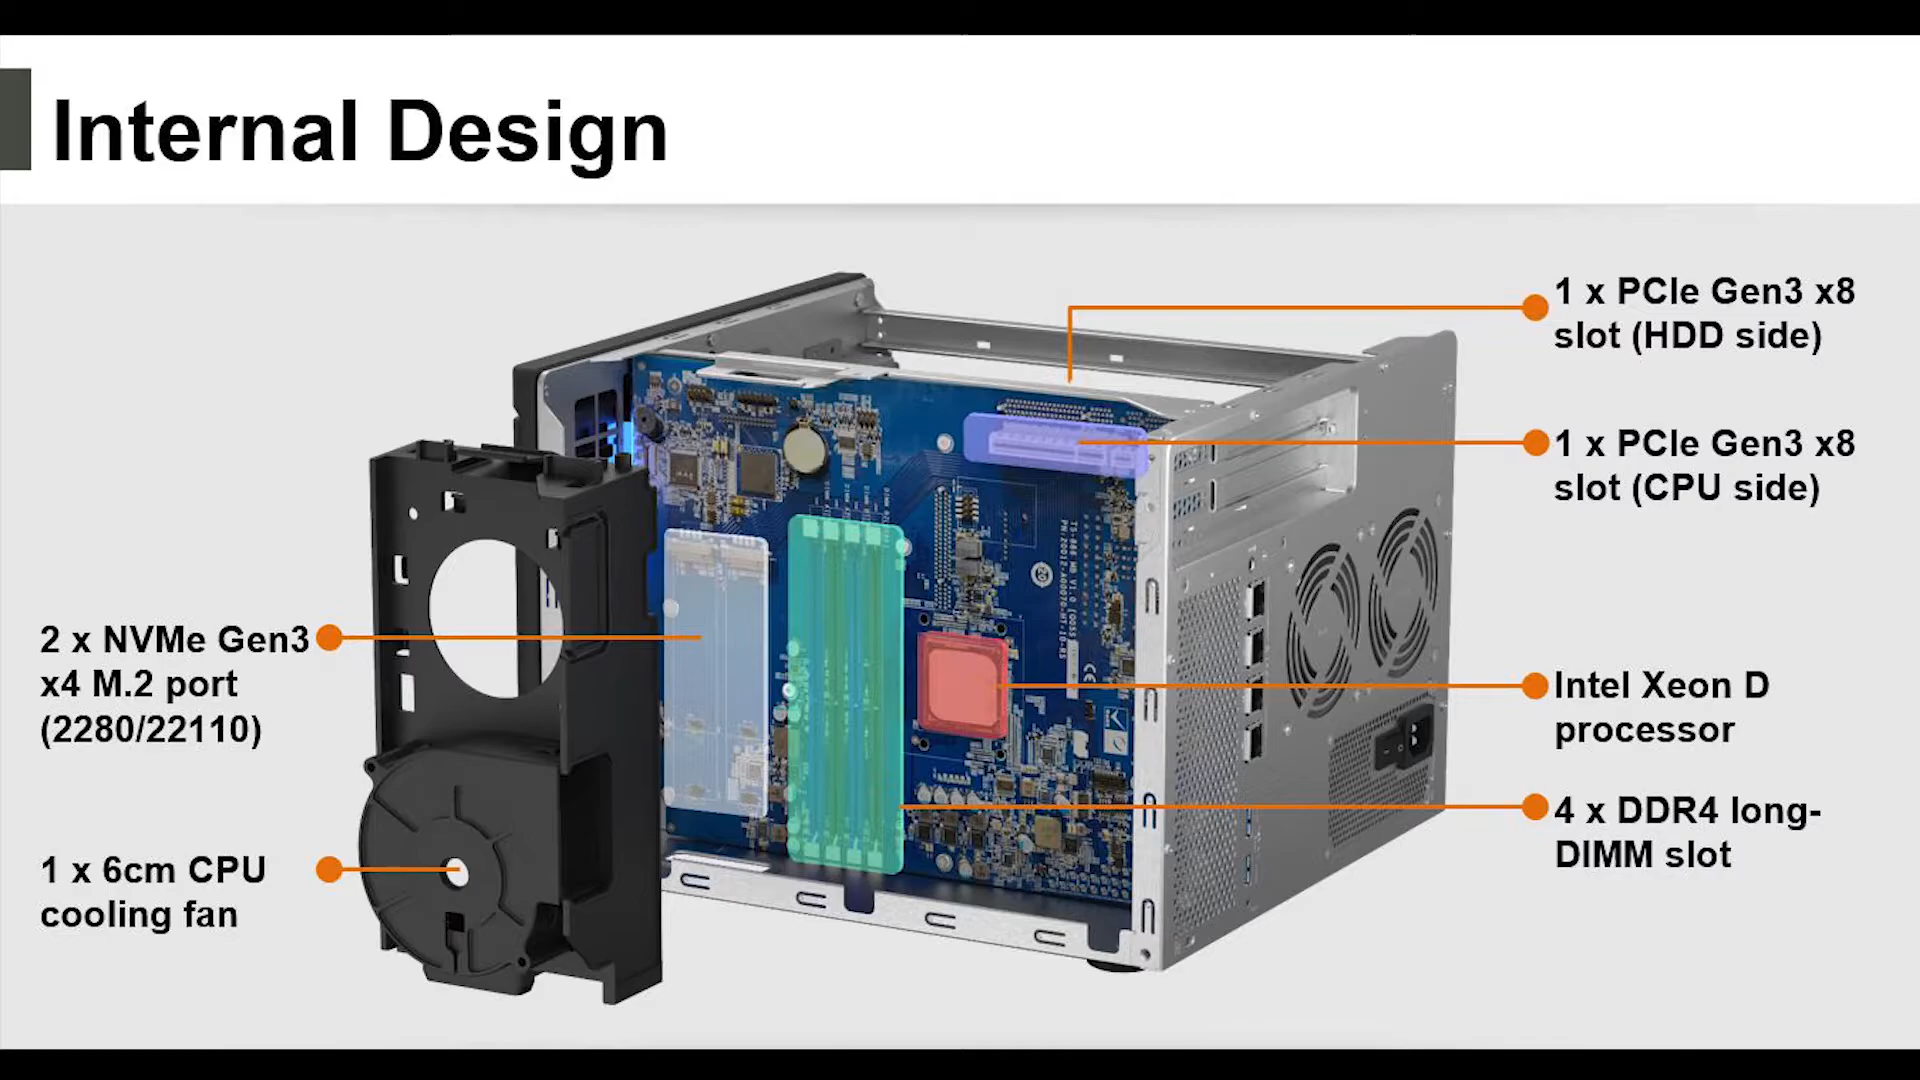 Internal Design
1 x PCIe Gen3 x8
slot (HDD side)
1 x PCIe Gen3 x8
slot (CPU side)
2 x NVMe Gen3
x4 M.2 port
(2280/22110)
Intel Xeon D
processor
4 x DDR4 long-
DIMM slot
1 x 6cm CPU
cooling fan